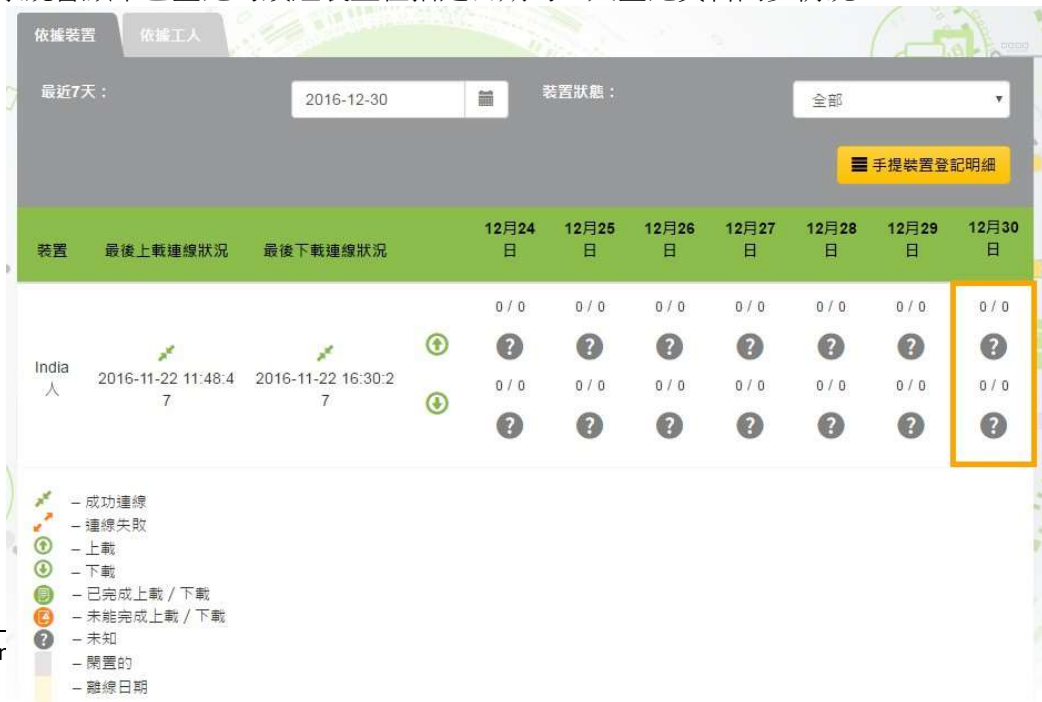 依據裝置 依據工人
最近7天： 2016-12-30 裝置狀態： 全部
手提裝置登記明細
裝置 最後上載連線狀況 最後下載連線狀況 12月24日 12月25日 12月26日 12月27日 12月28日 12月29日 12月30日
0 / 0 0 / 0 0 / 0 0 / 0 0 / 0 0 / 0 0 / 0
India人 2016-11-22 11:48:47 2016-11-22 16:30:27
0 / 0 0 / 0 0 / 0 0 / 0 0 / 0 0 / 0 0 / 0
– 成功連線
– 連線失敗
– 上載
– 下載
– 已完成上載 / 下載
– 未能完成上載 / 下載
– 未知
– 閑置的
– 離線日期